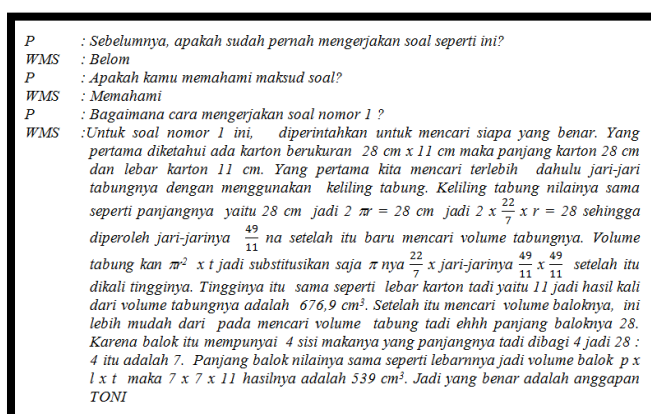 P : Sebelumnya, apakah sudah pernah mengerjakan soal seperti ini?
WMS : Belom
P : Apakah kamu memahami maksud soal?
WMS : Memahami
P : Bagaimana cara mengerjakan soal nomor 1 ?
WMS :Untuk soal nomor 1 ini, diperintahkan untuk mencari siapa yang benar. Yang
pertama diketahui ada karton berukuran 28 cm x 11 cm maka panjang karton 28 cm
dan lebar karton 11 cm. Yang pertama kita mencari terlebih dahulu jari-jari
tabungnya dengan menggunakan keliling tabung. Keliling tabung nilainya sama
seperti panjangnya yaitu 28 cm jadi 2 πr = 28 cm jadi 2 x 22/7 x r = 28 sehingga
diperoleh jari-jarinya 49/11 na setelah itu baru mencari volume tabungnya. Volume
tabung kan πr² x t jadi substitusikan saja π nya 22/7 x jari-jarinya 49/11 x 49/11 setelah itu
dikali tingginya. Tingginya itu sama seperti lebar karton tadi yaitu 11 jadi hasil kali
dari volume tabungnya adalah 676,9 cm³. Setelah itu mencari volume baloknya, ini
lebih mudah dari pada mencari volume tabung tadi ehhh panjang baloknya 28.
Karena balok itu mempunyai 4 sisi makanya yang panjangnya tadi dibagi 4 jadi 28 :
4 itu adalah 7. Panjang balok nilainya sama seperti lebarnnya jadi volume balok p x
l x t maka 7 x 7 x 11 hasilnya adalah 539 cm³. Jadi yang benar adalah anggapan
TONI